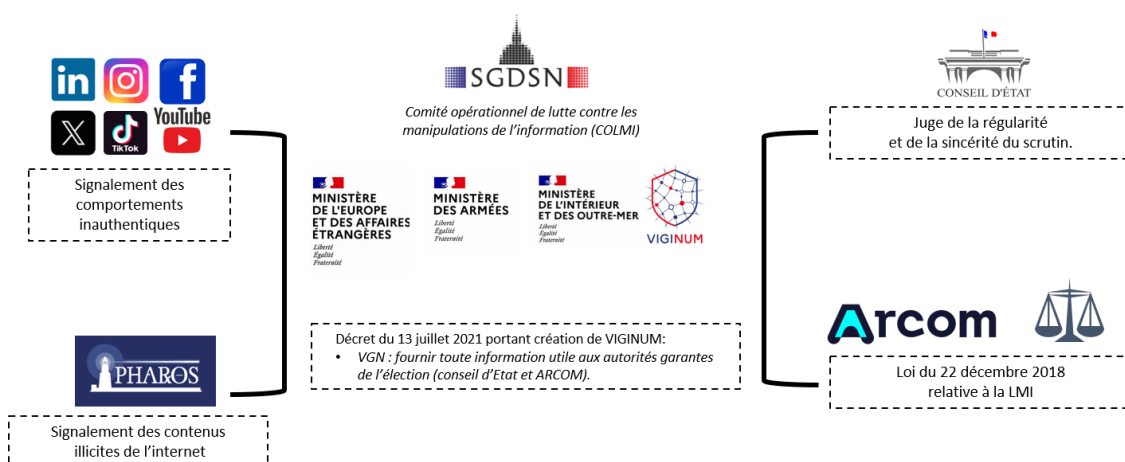 in
f
X
TikTok
YouTube
Signalement des
comportements
inauthentiques
PHAROS
Signalement des contenus
illicites de l'internet
SGDSN
Comité opérationnel de lutte contre les
manipulations de l'information (COLMI)
MINISTÈRE
DE L'EUROPE
ET DES AFFAIRES
ÉTRANGÈRES
Liberté
Égalité
Fraternité
MINISTÈRE
DES ARMÉES
Liberté
Égalité
Fraternité
MINISTÈRE
DE L'INTÉRIEUR
ET DES OUTRE-MER
Liberté
Égalité
Fraternité
VIGINUM
Décret du 13 juillet 2021 portant création de VIGINUM:
• VGN : fournir toute information utile aux autorités garantes
de l'élection (conseil d'Etat et ARCOM).
CONSEIL D'ÉTAT
Juge de la régularité
et de la sincérité du scrutin.
Arcom
Loi du 22 décembre 2018
relative à la LMI